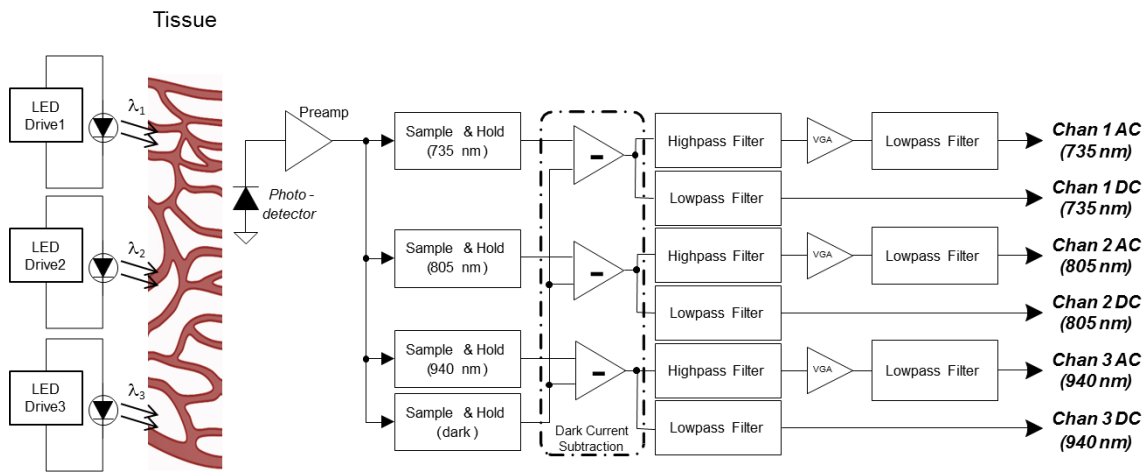 Tissue
LED
Drive1
λ1
LED
Drive2
λ2
LED
Drive3
λ3
Preamp
Photo-
detector
Sample & Hold
(735 nm)
Sample & Hold
(805 nm)
Sample & Hold
(940 nm)
Sample & Hold
(dark)
-
-
-
Dark Current
Subtraction
Highpass Filter
VGA
Lowpass Filter
Chan 1 AC
(735 nm)
Lowpass Filter
Chan 1 DC
(735 nm)
Highpass Filter
VGA
Lowpass Filter
Chan 2 AC
(805 nm)
Lowpass Filter
Chan 2 DC
(805 nm)
Highpass Filter
VGA
Lowpass Filter
Chan 3 AC
(940 nm)
Lowpass Filter
Chan 3 DC
(940 nm)